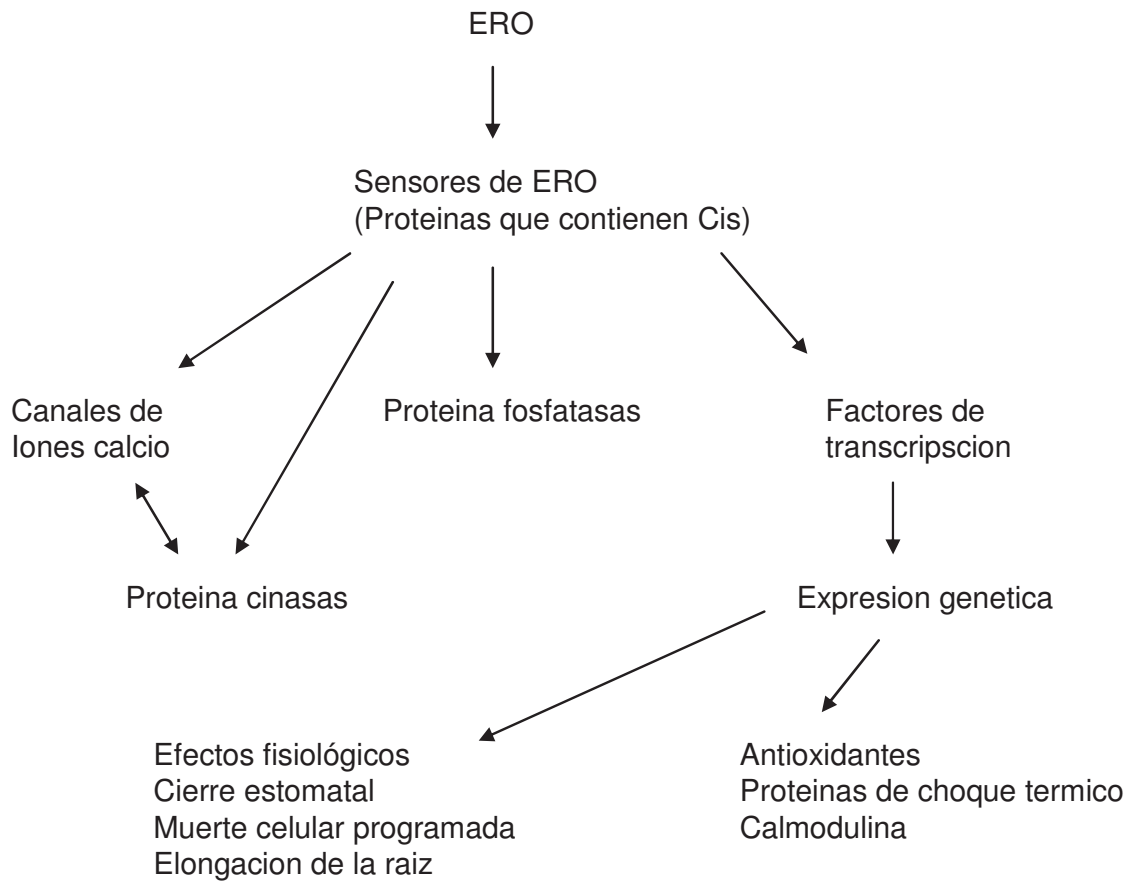 ERO
Sensores de ERO
(Proteinas que contienen Cis)
Canales de
Iones calcio
Proteina fosfatasas
Factores de
transcripscion
Proteina cinasas
Expresion genetica
Efectos fisiológicos
Cierre estomatal
Muerte celular programada
Elongacion de la raiz
Antioxidantes
Proteinas de choque termico
Calmodulina